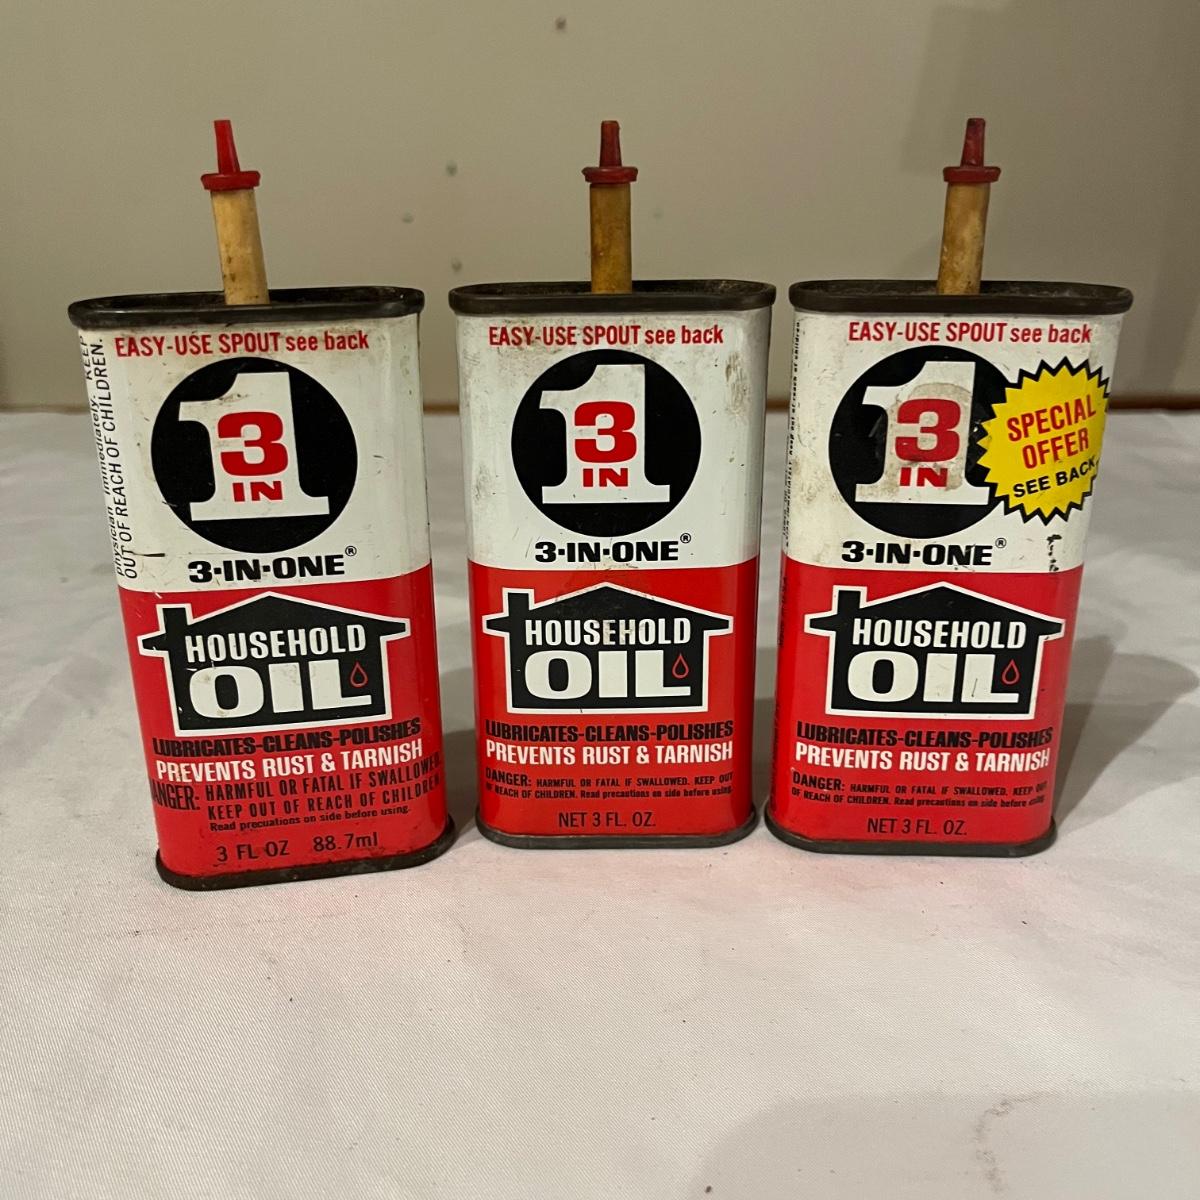 EASY-USE SPOUT see back
physician immediately. KEEP
OUT OF REACH OF CHILDREN.
1
3
IN
3-IN-ONE®
HOUSEHOLD
OIL
LUBRICATES-CLEANS-POLISHES
PREVENTS RUST & TARNISH
DANGER: HARMFUL OR FATAL IF SWALLOWED.
KEEP OUT OF REACH OF CHILDREN.
Read precautions on side before using.
3 FL OZ 88.7ml
EASY-USE SPOUT see back
1
3
IN
3-IN-ONE®
HOUSEHOLD
OIL
LUBRICATES-CLEANS-POLISHES
PREVENTS RUST & TARNISH
DANGER: HARMFUL OR FATAL IF SWALLOWED. KEEP OUT
OF REACH OF CHILDREN. Read precautions on side before using.
NET 3 FL. OZ.
EASY-USE SPOUT see back
1
3
IN
SPECIAL
OFFER
SEE BACK
3-IN-ONE®
HOUSEHOLD
OIL
LUBRICATES-CLEANS-POLISHES
PREVENTS RUST & TARNISH
DANGER: HARMFUL OR FATAL IF SWALLOWED. KEEP OUT
OF REACH OF CHILDREN. Read precautions on side before using.
NET 3 FL. OZ.